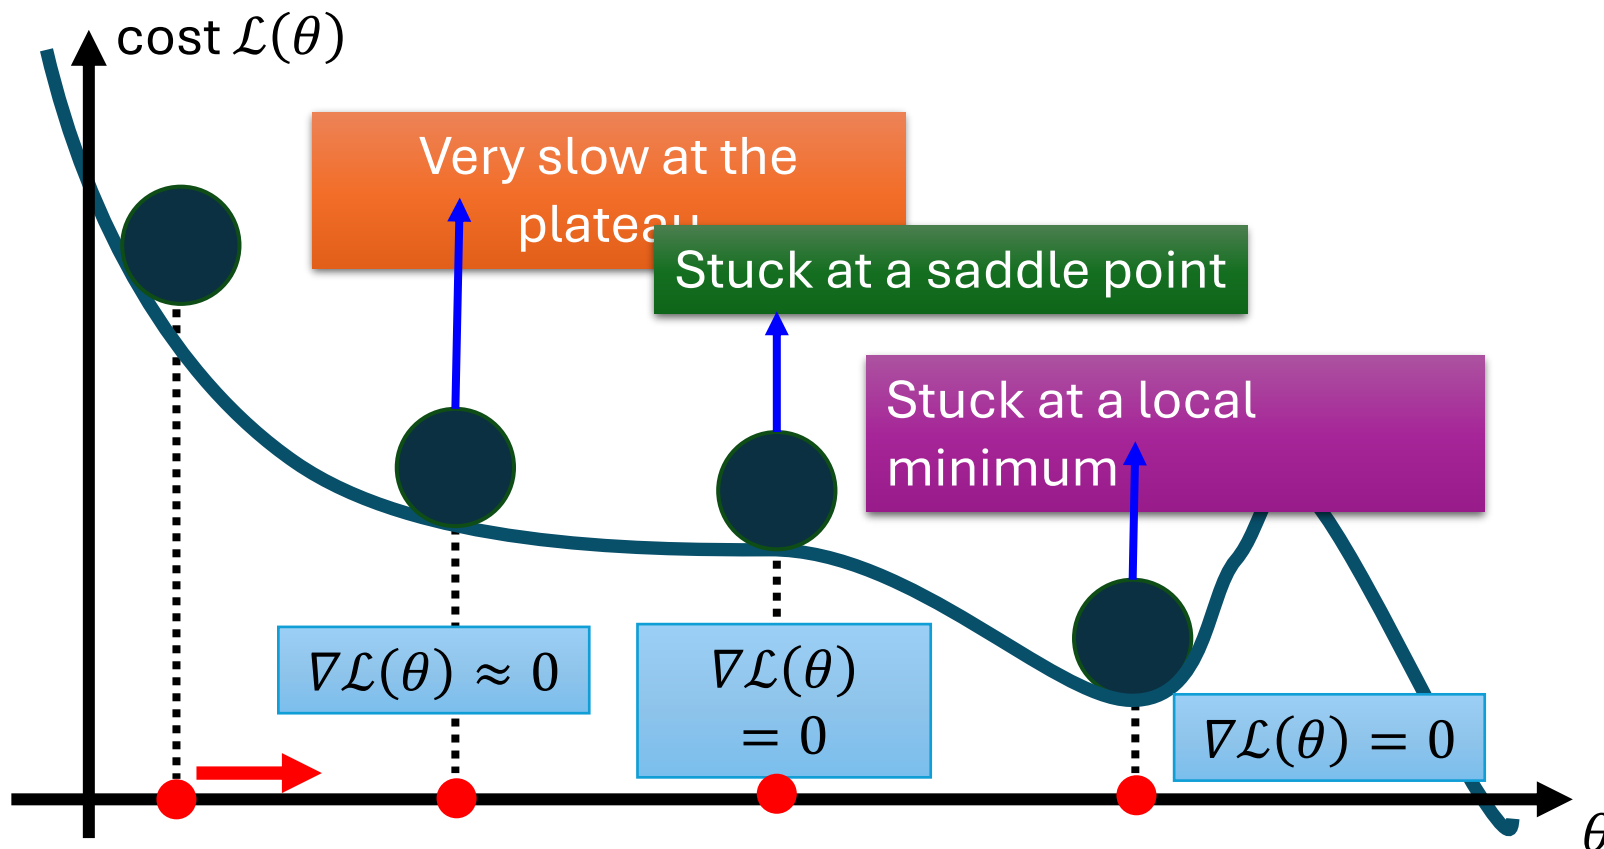 cost ℒ(θ)
Very slow at the
plateau
Stuck at a saddle point
Stuck at a local
minimum
∇ℒ(θ) ≈ 0
∇ℒ(θ)
= 0
∇ℒ(θ) = 0
θ